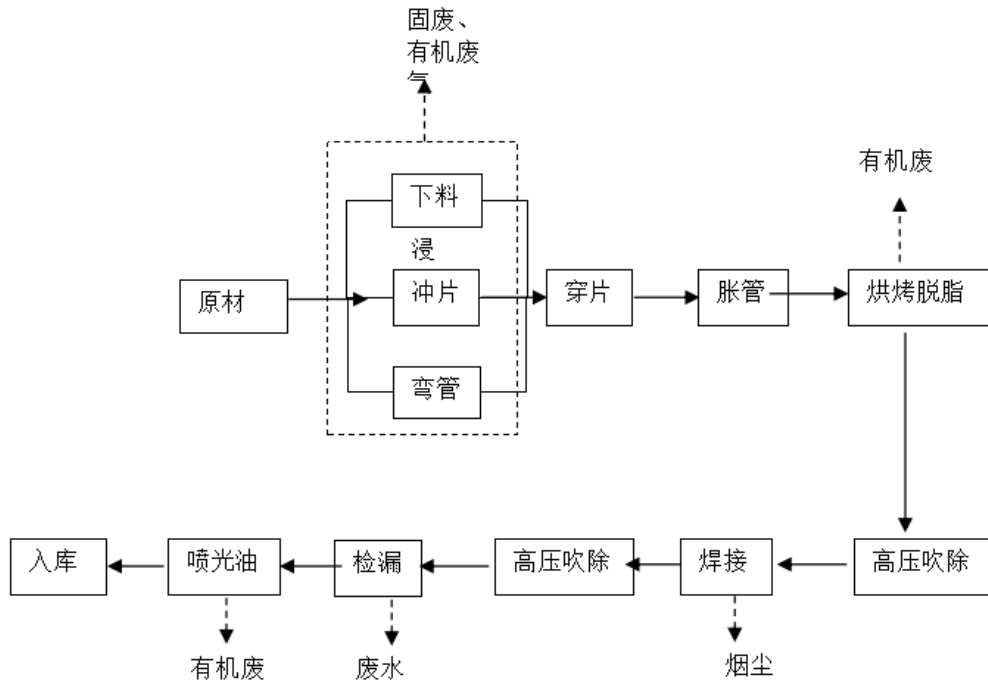 固废、
有机废
气
有机废
下料
浸
原材
冲片
穿片
胀管
烘烤脱脂
弯管
入库
喷光油
检漏
高压吹除
焊接
高压吹除
有机废
废水
烟尘